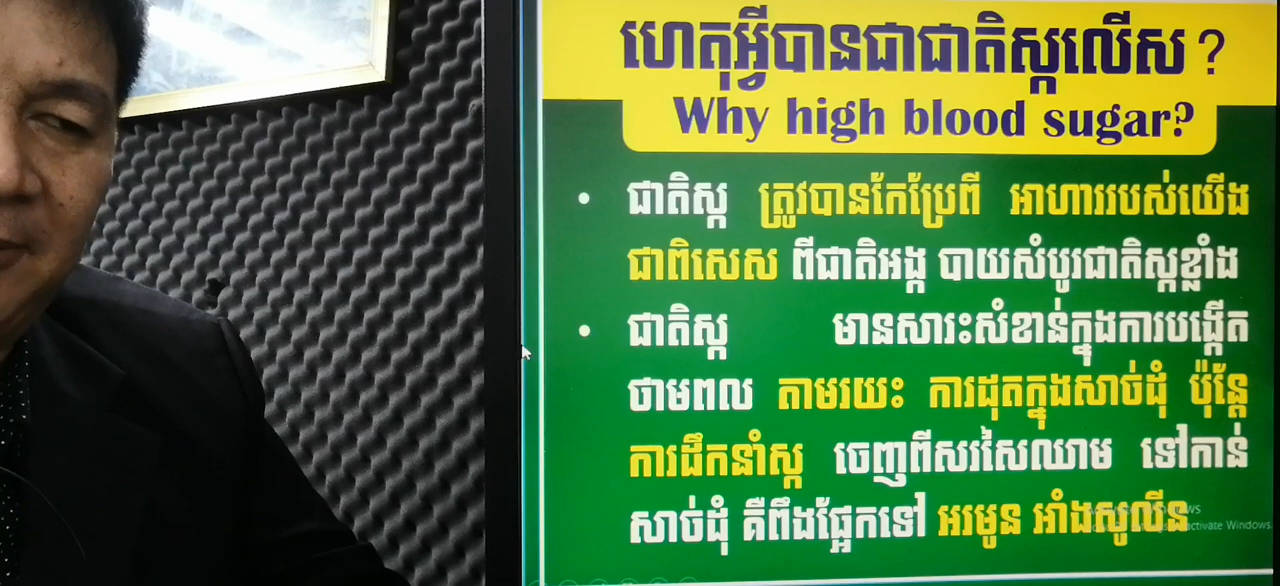 ហេតុអ្វីបានជាជាតិស្ករលើស ?
Why high blood sugar?
• ជាតិស្ក ត្រូវបានកែប្រែពី អាហាររបស់យើង
ជាពិសេស ពីជាតិអង្ក បាយសំបូរជាតិស្កខ្លាំង
• ជាតិស្ក មានសារះសំខាន់ក្នុងការបង្កើត
ថាមពល តាមរយះ ការដុតក្នុងសាច់ដុំ ប៉ុន្តែ
ការដឹកនាំស្ក ចេញពីសរសៃឈាម ទៅកាន់
សាច់ដុំ គឺពឹងផ្អែកទៅ អរមូន អាំងសូលីន
activate Windows